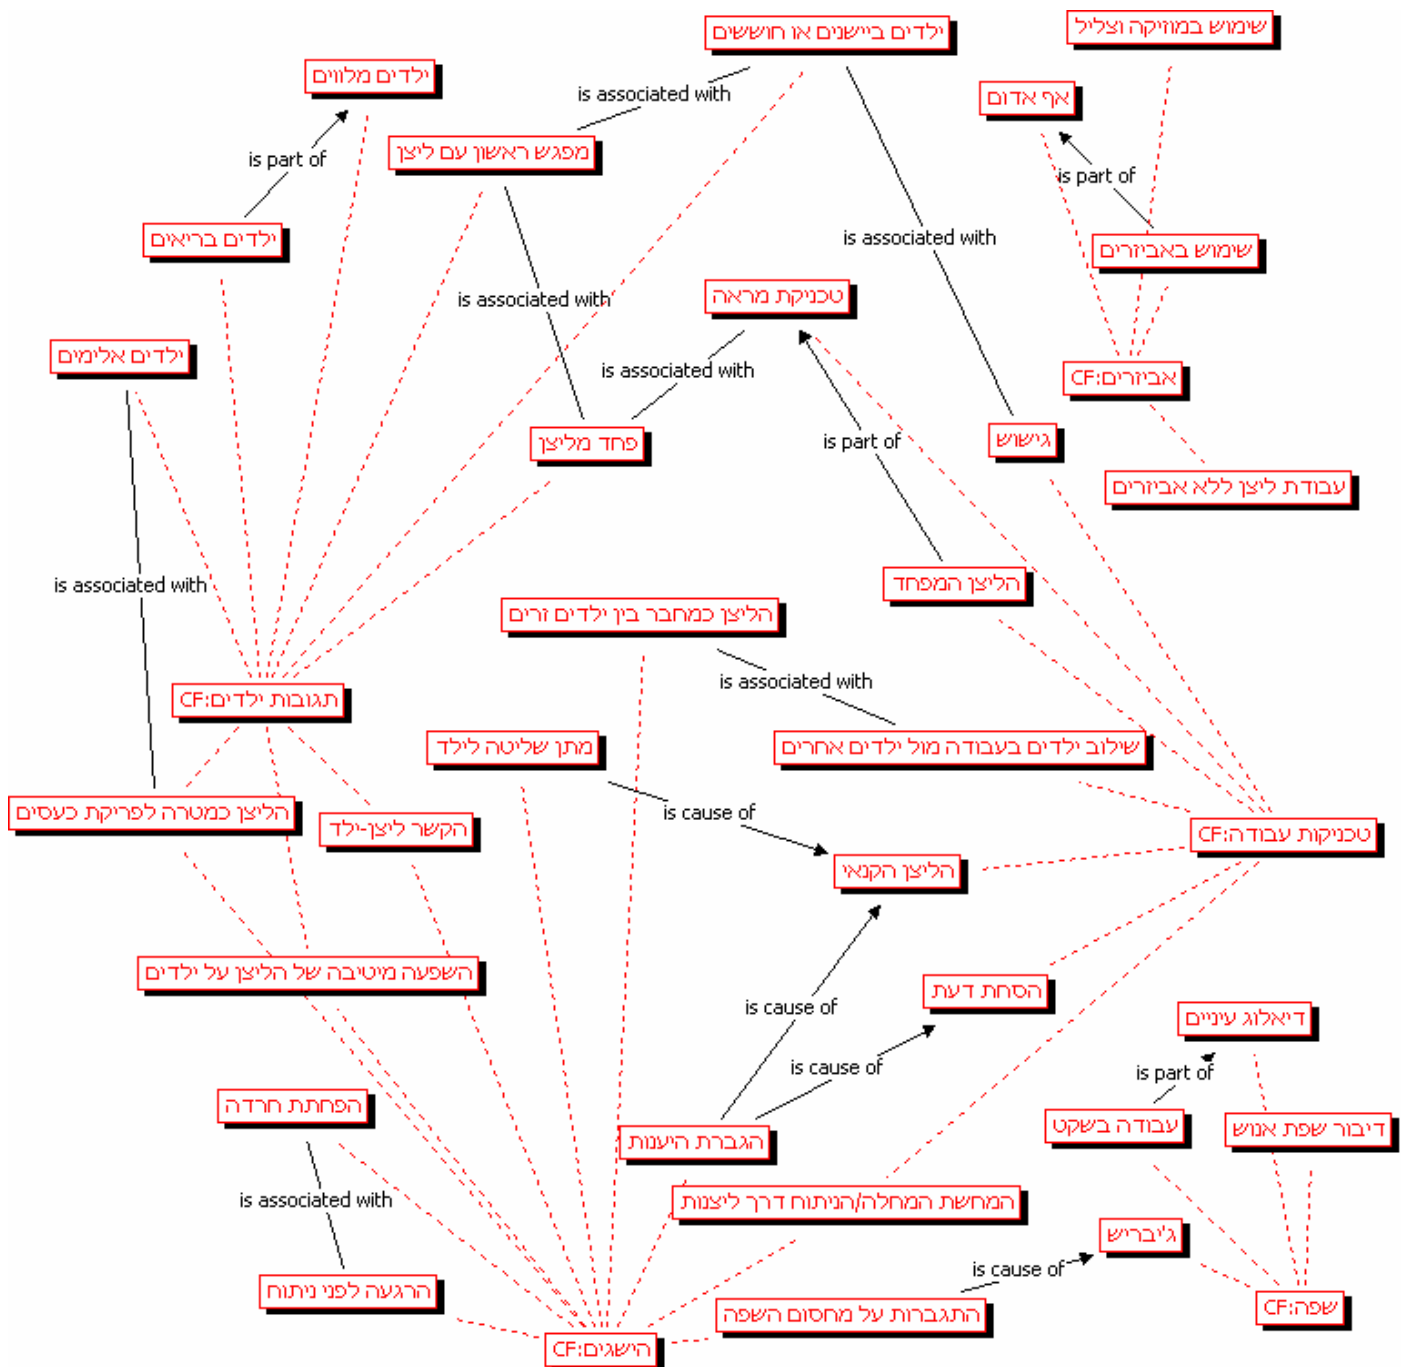 ילדים ביישנים או חוששים
שימוש במוזיקה וצליל
ילדים מלווים
is associated with
אף אדום
מפגש ראשון עם ליצן
is part of
is part of
ילדים בריאים
is associated with
שימוש באביזרים
is associated with
טכניקת מראה
ילדים אלימים
is associated with
CF:אביזרים
פחד מליצן
is part of
גישוש
עבודת ליצן ללא אביזרים
is associated with
הליצן המפחד
הליצן כמחבר בין ילדים זרים
is associated with
CF:תגובות ילדים
מתן שליטה לילד
שילוב ילדים בעבודה מול ילדים אחרים
הליצן כמטרה לפריקת כעסים
הקשר ליצן-ילד
is cause of
CF:טכניקות עבודה
הליצן הקנאי
השפעה מיטיבה של הליצן על ילדים
הסחת דעת
is cause of
דיאלוג עיניים
is cause of
is part of
הפחתת חרדה
הגברת היענות
עבודה בשקט
דיבור שפת אנוש
is associated with
המחשת המחלה/הניתוח דרך ליצנות
ג'יבריש
is cause of
הרגעה לפני ניתוח
התגברות על מחסום השפה
CF:שפה
CF:הישגים